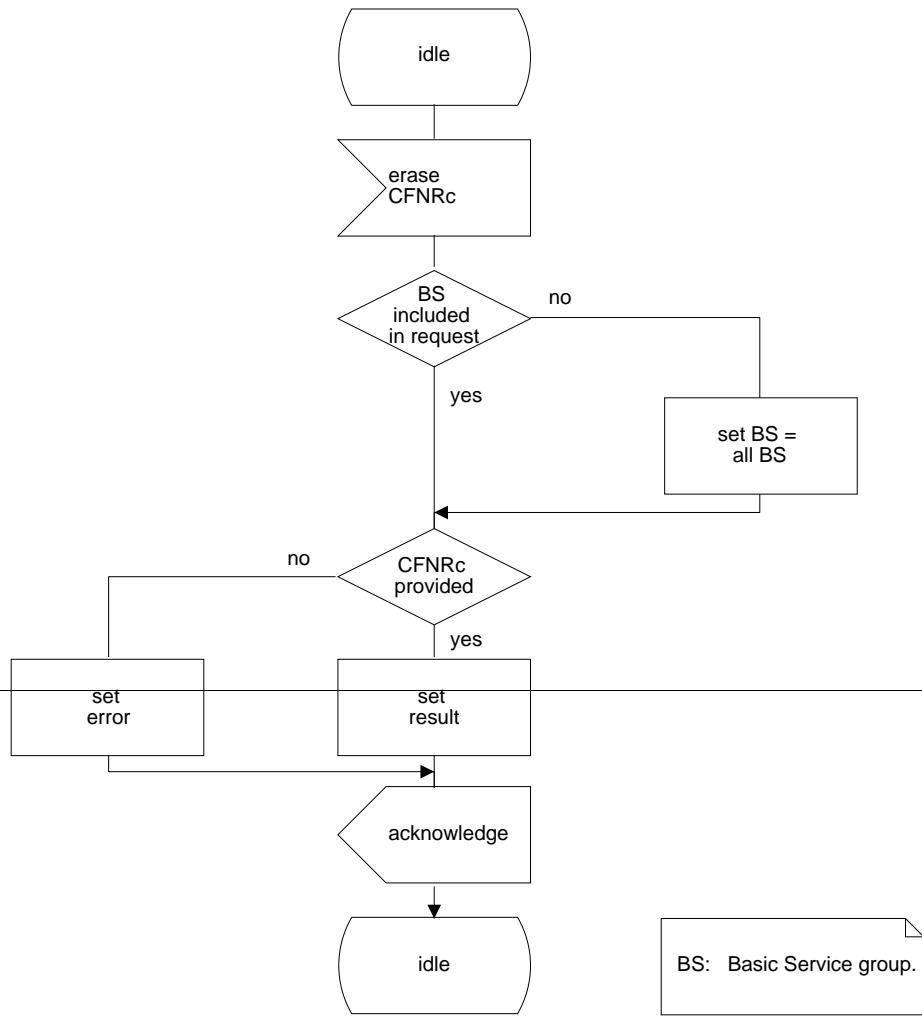 idle
erase
CFNRc
BS
included
in request
no
yes
set BS =
all BS
no
CFNRc
provided
yes
set
error
set
result
acknowledge
idle
BS: Basic Service group.